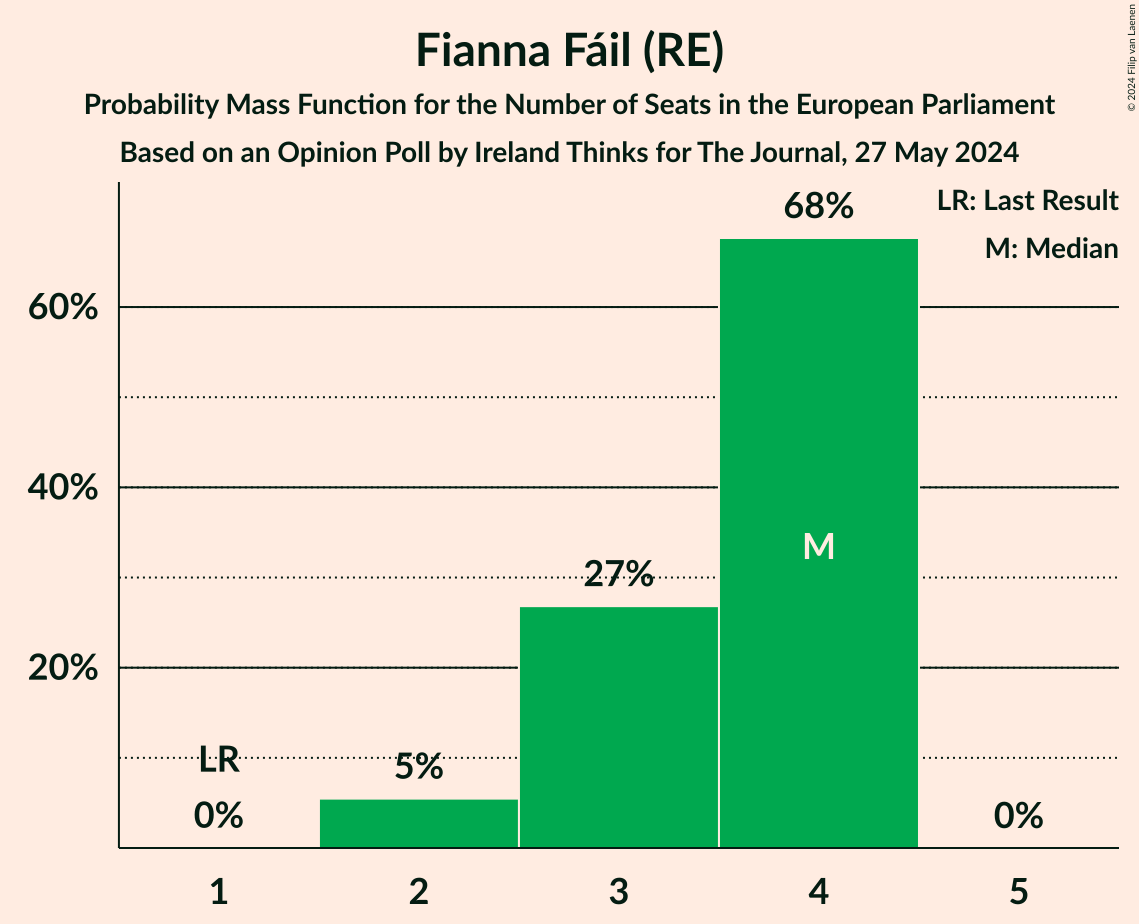 Fianna Fáil (RE)
Probability Mass Function for the Number of Seats in the European Parliament
Based on an Opinion Poll by Ireland Thinks for The Journal, 27 May 2024
© 2024 Filip van Laenen
LR: Last Result
M: Median
68%
60%
40%
M
27%
20%
LR
5%
0%
0%
1
2
3
4
5